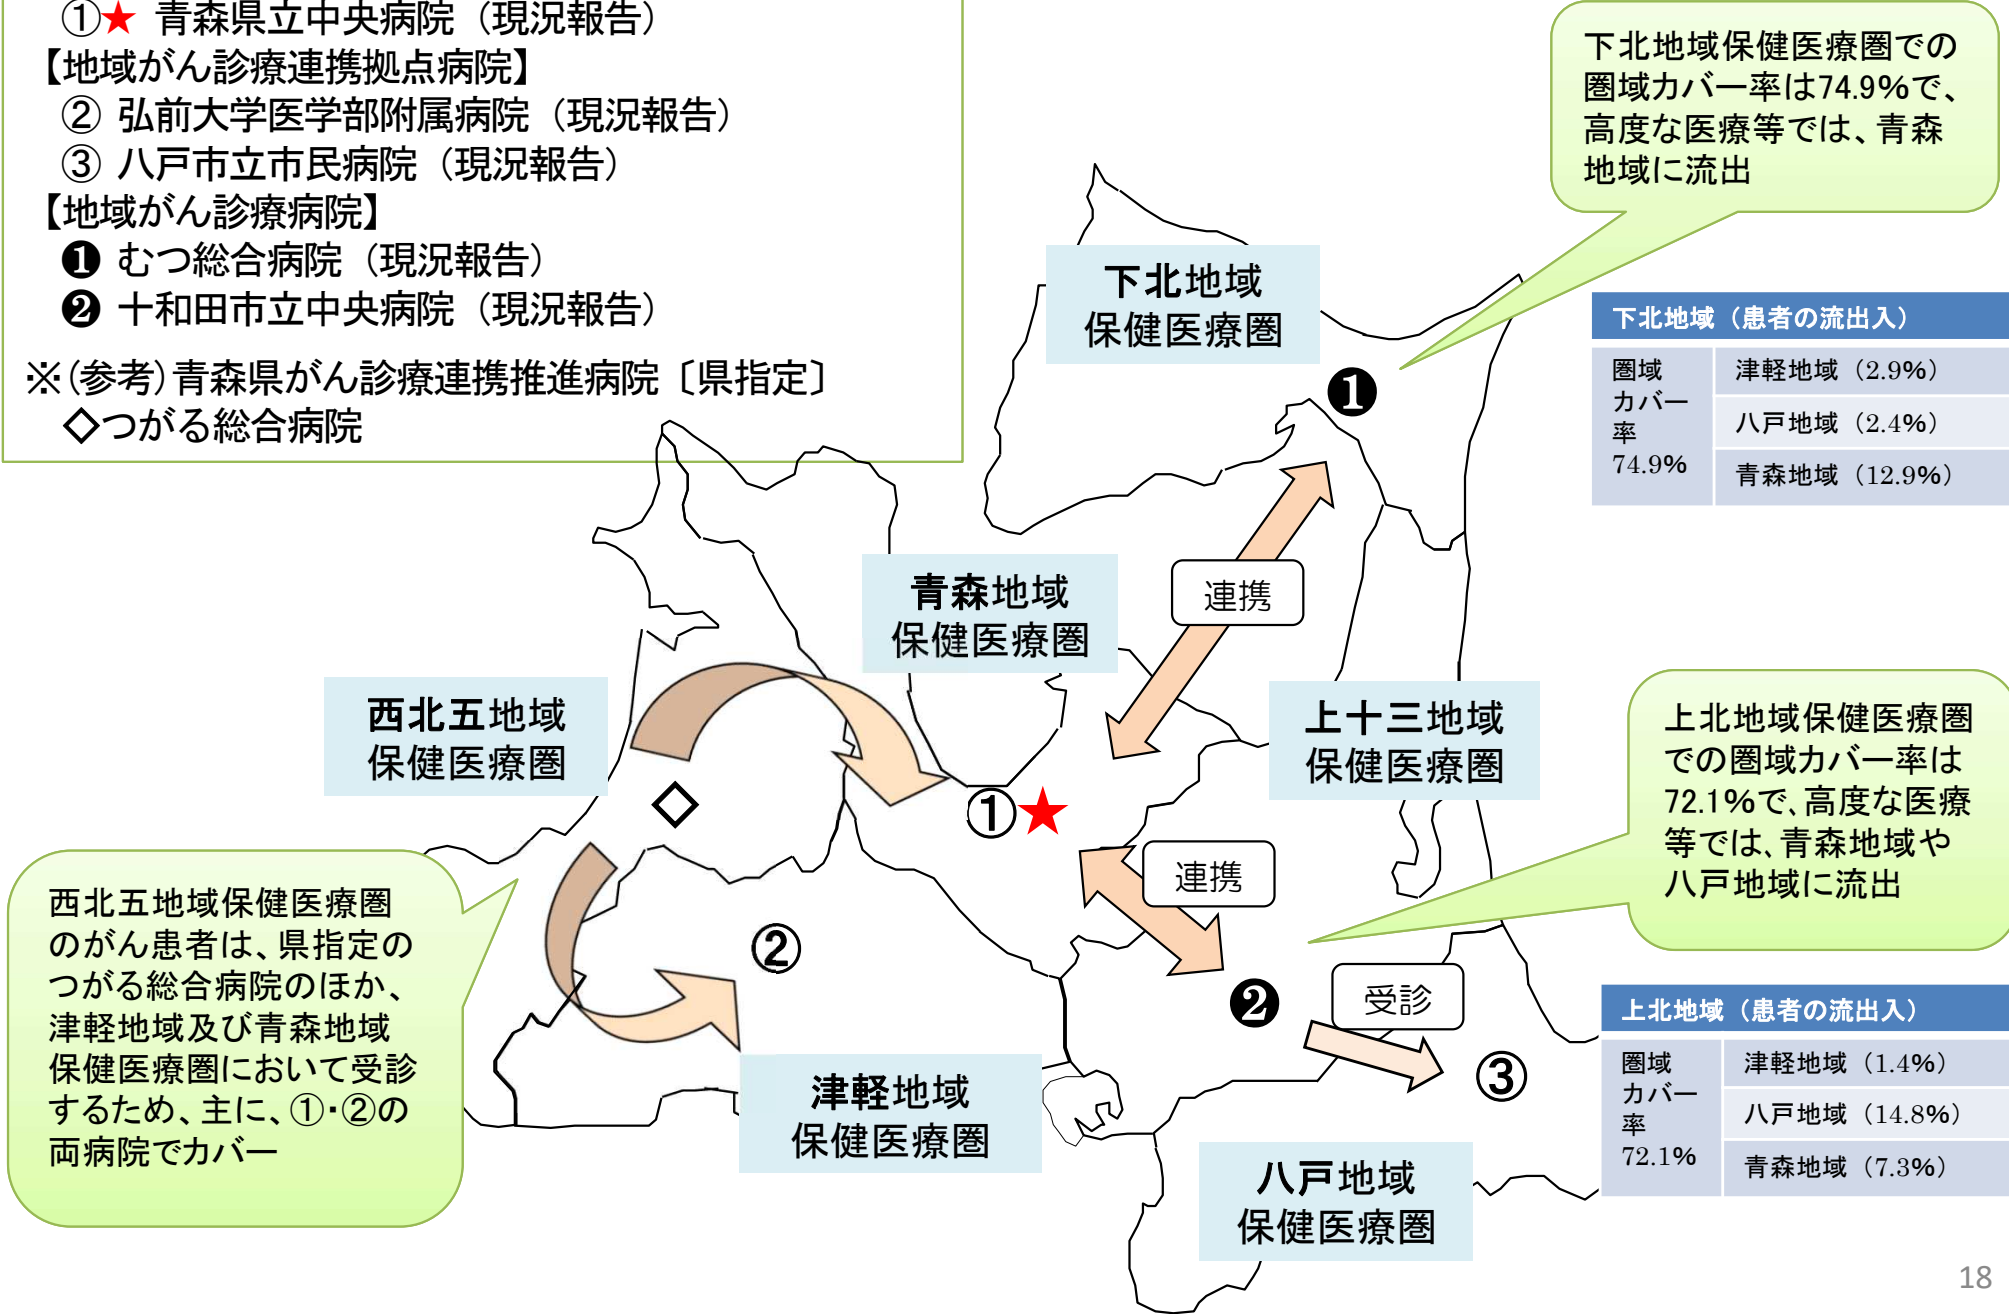 ①★ 青森県立中央病院（現況報告）
【地域がん診療連携拠点病院】
② 弘前大学医学部附属病院（現況報告）
③ 八戸市立市民病院（現況報告）
【地域がん診療病院】
❶ むつ総合病院（現況報告）
❷ 十和田市立中央病院（現況報告）
※（参考）青森県がん診療連携推進病院〔県指定〕
◇つがる総合病院
下北地域保健医療圏での
圏域カバー率は74.9%で、
高度な医療等では、青森
地域に流出
下北地域
保健医療圏
❶
下北地域（患者の流出入）
圏域
カバー
率
74.9%
津軽地域（2.9%）
八戸地域（2.4%）
青森地域（12.9%）
青森地域
保健医療圏
連携
西北五地域
保健医療圏
◇
上十三地域
保健医療圏
①★
連携
上北地域保健医療圏
での圏域カバー率は
72.1%で、高度な医療
等では、青森地域や
八戸地域に流出
西北五地域保健医療圏
のがん患者は、県指定の
つがる総合病院のほか、
津軽地域及び青森地域
保健医療圏において受診
するため、主に、①・②の
両病院でカバー
②
❷
受診
③
上北地域（患者の流出入）
圏域
カバー
率
72.1%
津軽地域（1.4%）
八戸地域（14.8%）
青森地域（7.3%）
津軽地域
保健医療圏
八戸地域
保健医療圏
18